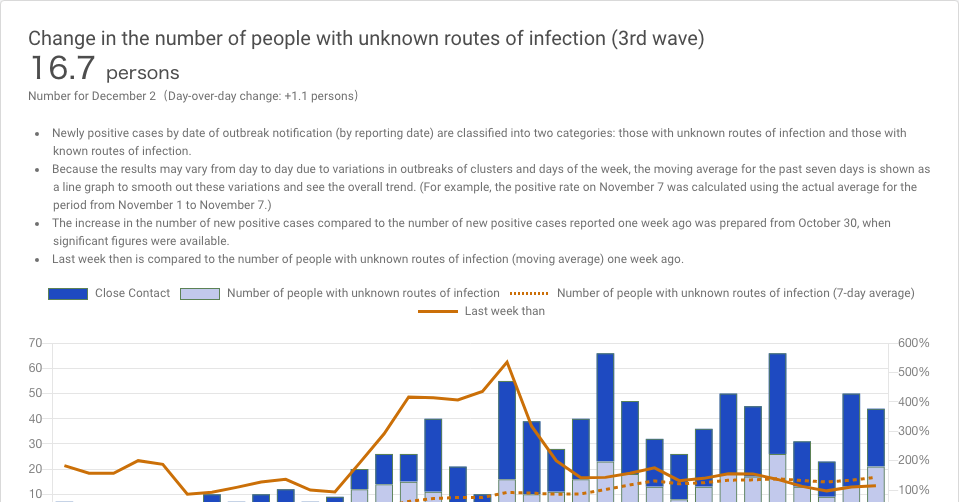 Change in the number of people with unknown routes of infection (3rd wave)
16.7 persons
Number for December 2 (Day-over-day change: +1.1 persons)
• Newly positive cases by date of outbreak notification (by reporting date) are classified into two categories: those with unknown routes of infection and those with
known routes of infection.
• Because the results may vary from day to day due to variations in outbreaks of clusters and days of the week, the moving average for the past seven days is shown as
a line graph to smooth out these variations and see the overall trend. (For example, the positive rate on November 7 was calculated using the actual average for the
period from November 1 to November 7.)
• The increase in the number of new positive cases compared to the number of new positive cases reported one week ago was prepared from October 30, when
significant figures were available.
• Last week then is compared to the number of people with unknown routes of infection (moving average) one week ago.
Close Contact Number of people with unknown routes of infection Number of people with unknown routes of infection (7-day average)
Last week than
70 600%
60 500%
50 400%
40 300%
30 200%
20 100%
10